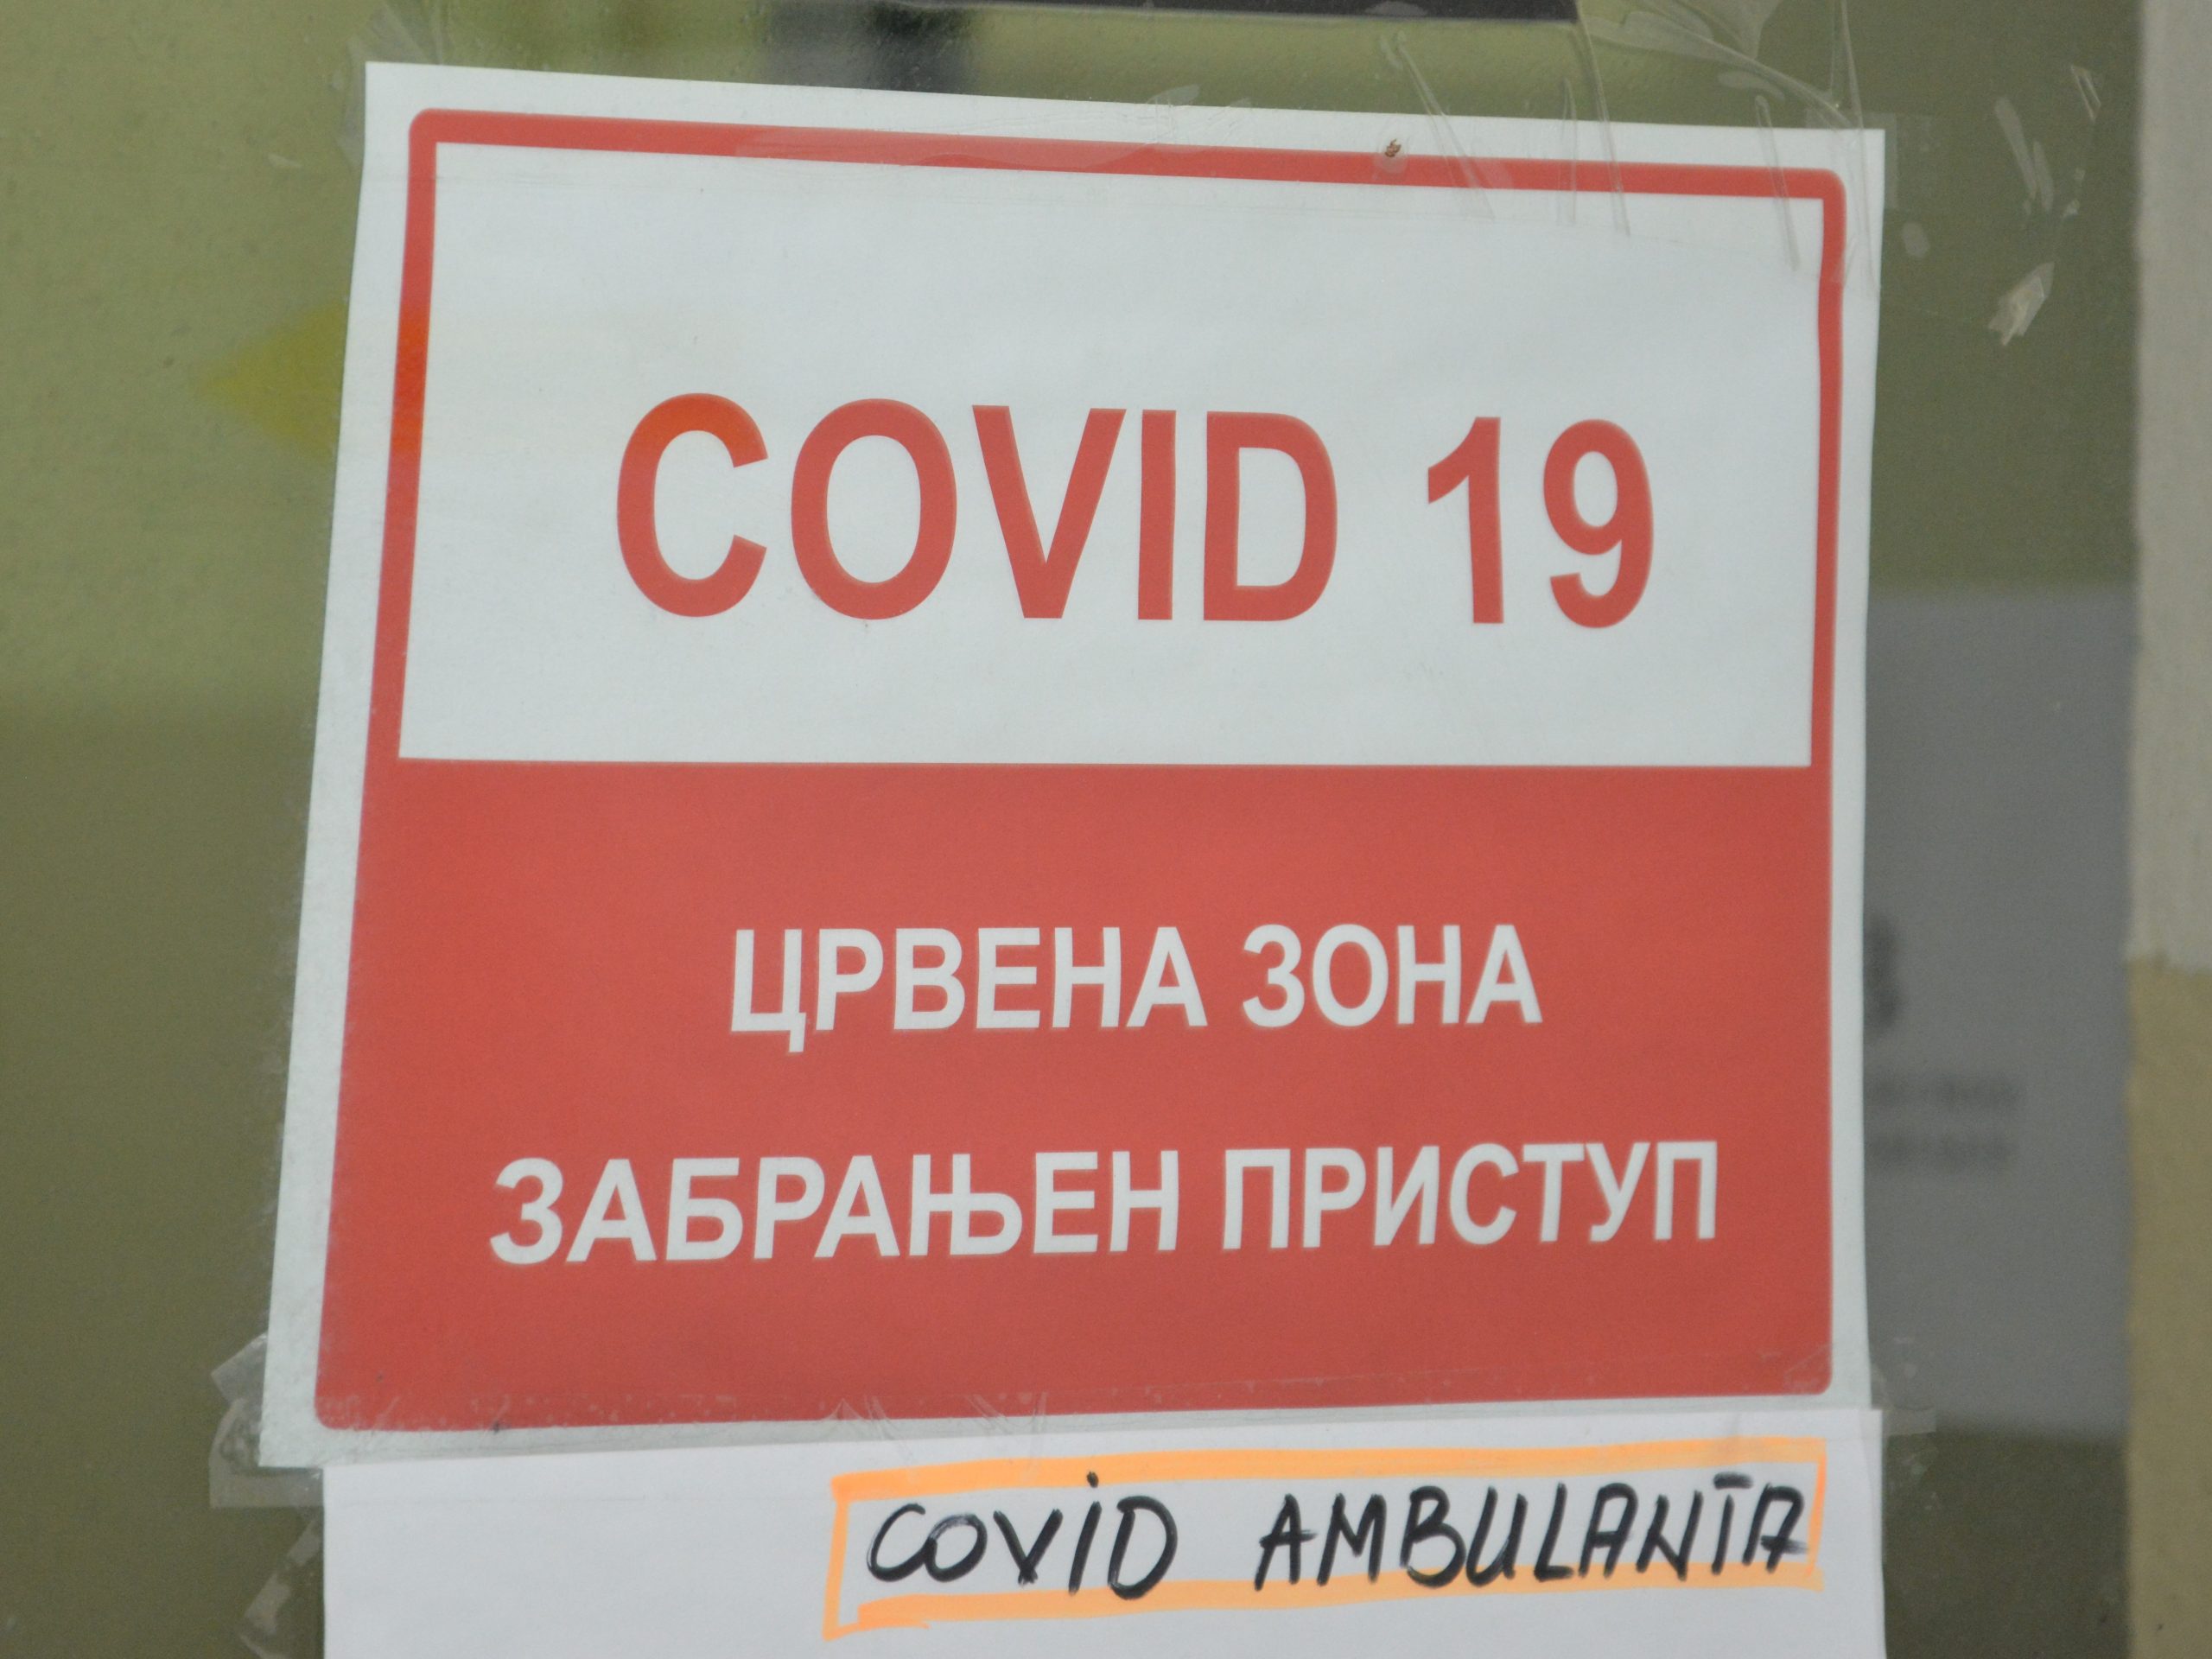 COVID 19
ЦРВЕНА ЗОНА
ЗАБРАЊЕН ПРИСТУП
COViD AMBULANTA